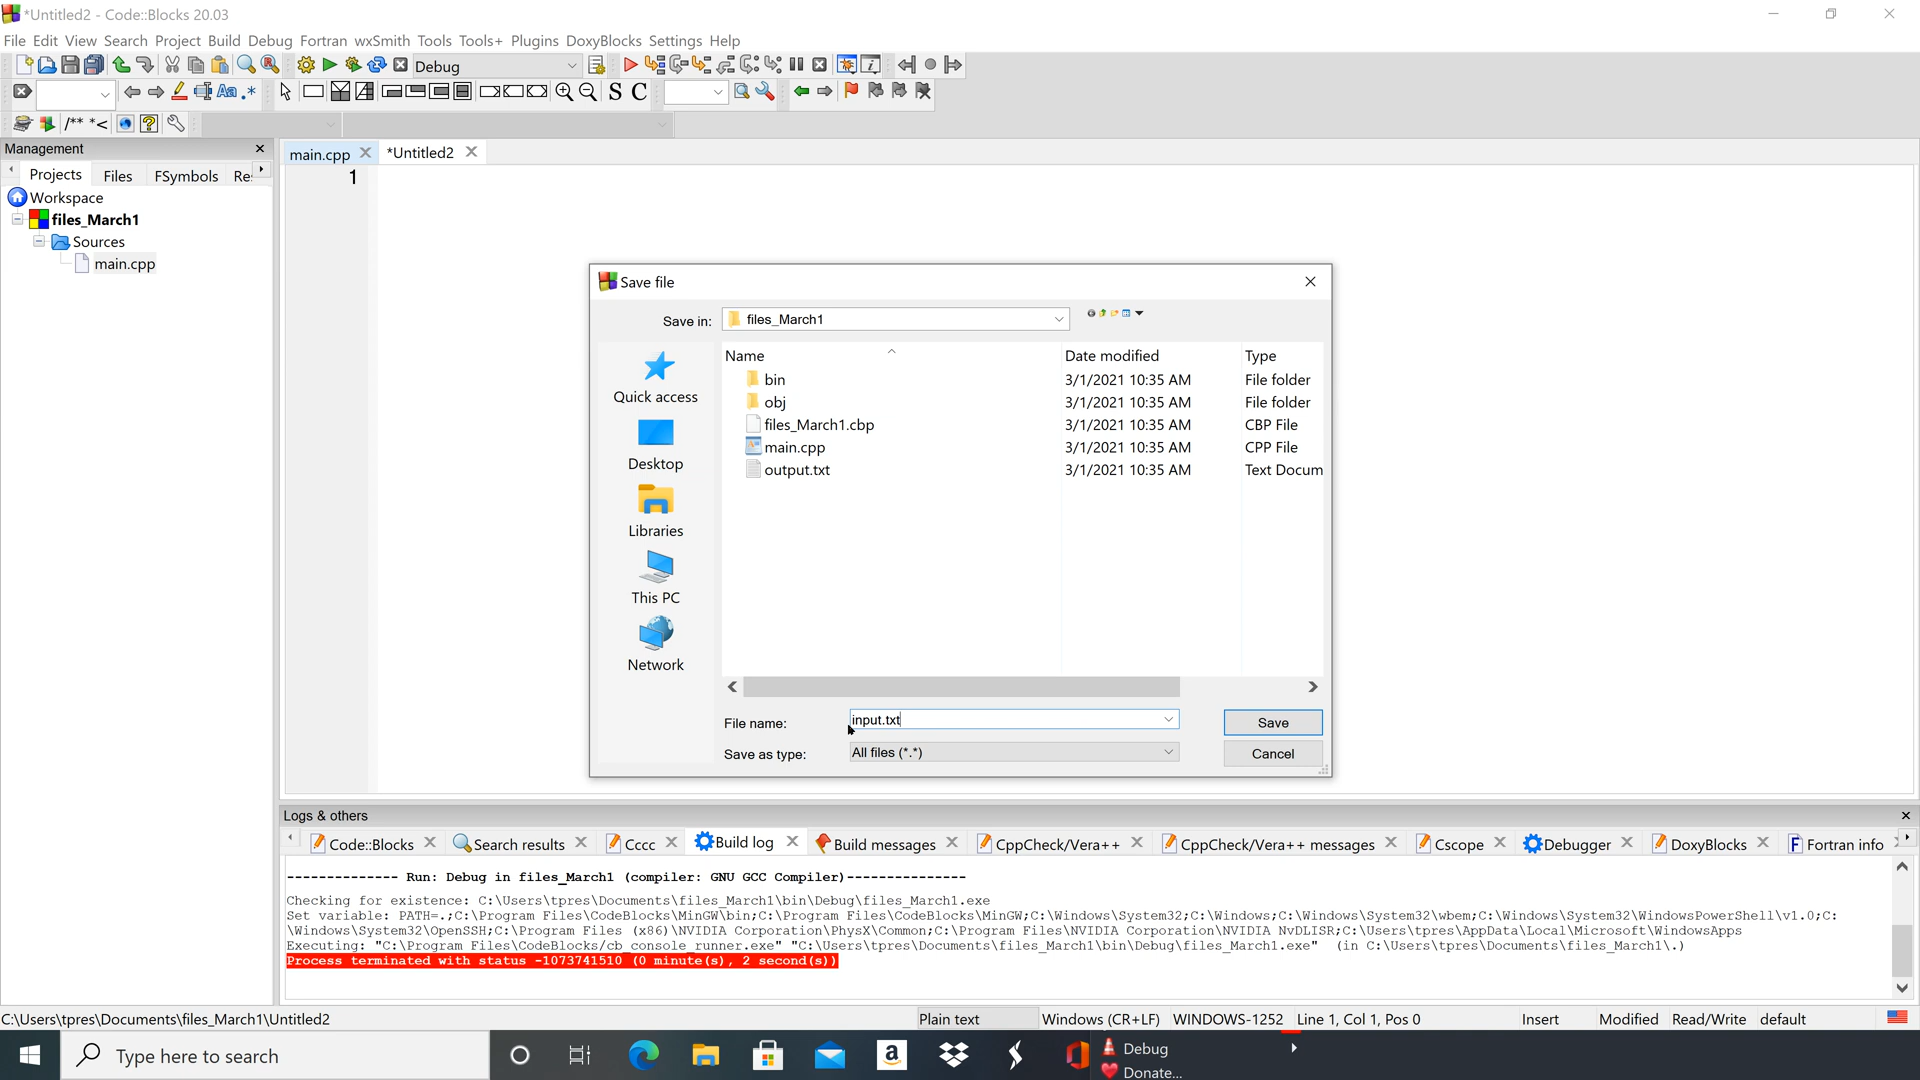 *Untitled2 - Code::Blocks 20.03
File Edit View Search Project Build Debug Fortran wxSmith Tools Tools+ Plugins DoxyBlocks Settings Help
Debug
S C
/** *<
Management
main.cpp *Untitled2
Projects Files FSymbols
1
Workspace
files_March1
Sources
main.cpp
Save file
Save in: files_March1
Name Date modified Type
bin 3/1/2021 10:35 AM File folder
obj 3/1/2021 10:35 AM File folder
files_March1.cbp 3/1/2021 10:35 AM CBP File
main.cpp 3/1/2021 10:35 AM CPP File
output.txt 3/1/2021 10:35 AM Text Docum
Quick access
Desktop
Libraries
This PC
Network
File name: input.txt Save
Save as type: All files (*.*) Cancel
Logs & others
Code::Blocks Search results Cccc Build log Build messages CppCheck/Vera++ CppCheck/Vera++ messages Cscope Debugger DoxyBlocks Fortran info
-------------- Run: Debug in files_March1 (compiler: GNU GCC Compiler)---------------
Checking for existence: C:\Users\tpres\Documents\files_March1\bin\Debug\files_March1.exe
Set variable: PATH=.;C:\Program Files\CodeBlocks\MinGW\bin;C:\Program Files\CodeBlocks\MinGW;C:\Windows\System32;C:\Windows;C:\Windows\System32\wbem;C:\Windows\System32\WindowsPowerShell\v1.0;C:
\Windows\System32\OpenSSH;C:\Program Files (x86)\NVIDIA Corporation\PhysX\Common;C:\Program Files\NVIDIA Corporation\NVIDIA NvDLISR;C:\Users\tpres\AppData\Local\Microsoft\WindowsApps
Executing: "C:\Program Files\CodeBlocks/cb_console_runner.exe" "C:\Users\tpres\Documents\files_March1\bin\Debug\files_March1.exe" (in C:\Users\tpres\Documents\files_March1\.)
Process terminated with status -1073741510 (0 minute(s), 2 second(s))
C:\Users\tpres\Documents\files_March1\Untitled2 Plain text Windows (CR+LF) WINDOWS-1252 Line 1, Col 1, Pos 0 Insert Modified Read/Write default
Type here to search
Debug
Donate...